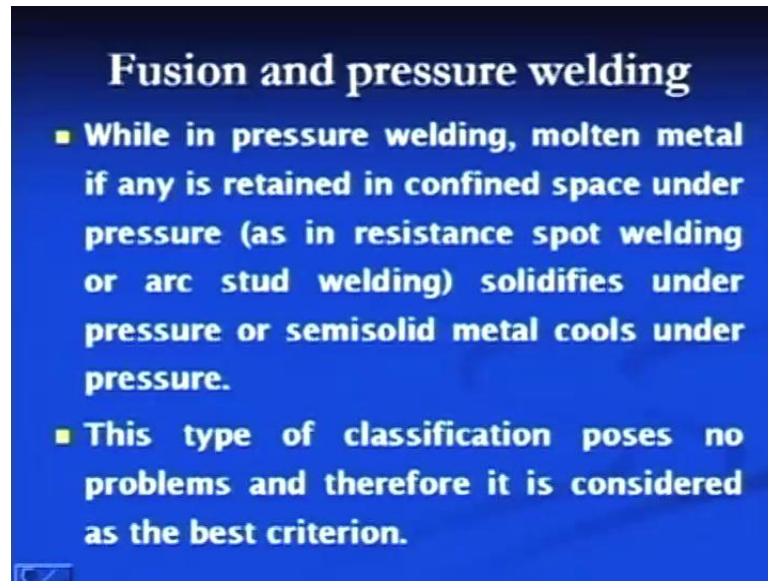 Fusion and pressure welding
While in pressure welding, molten metal
if any is retained in confined space under
pressure (as in resistance spot welding
or arc stud welding) solidifies under
pressure or semisolid metal cools under
pressure.
This type of classification poses no
problems and therefore it is considered
as the best criterion.